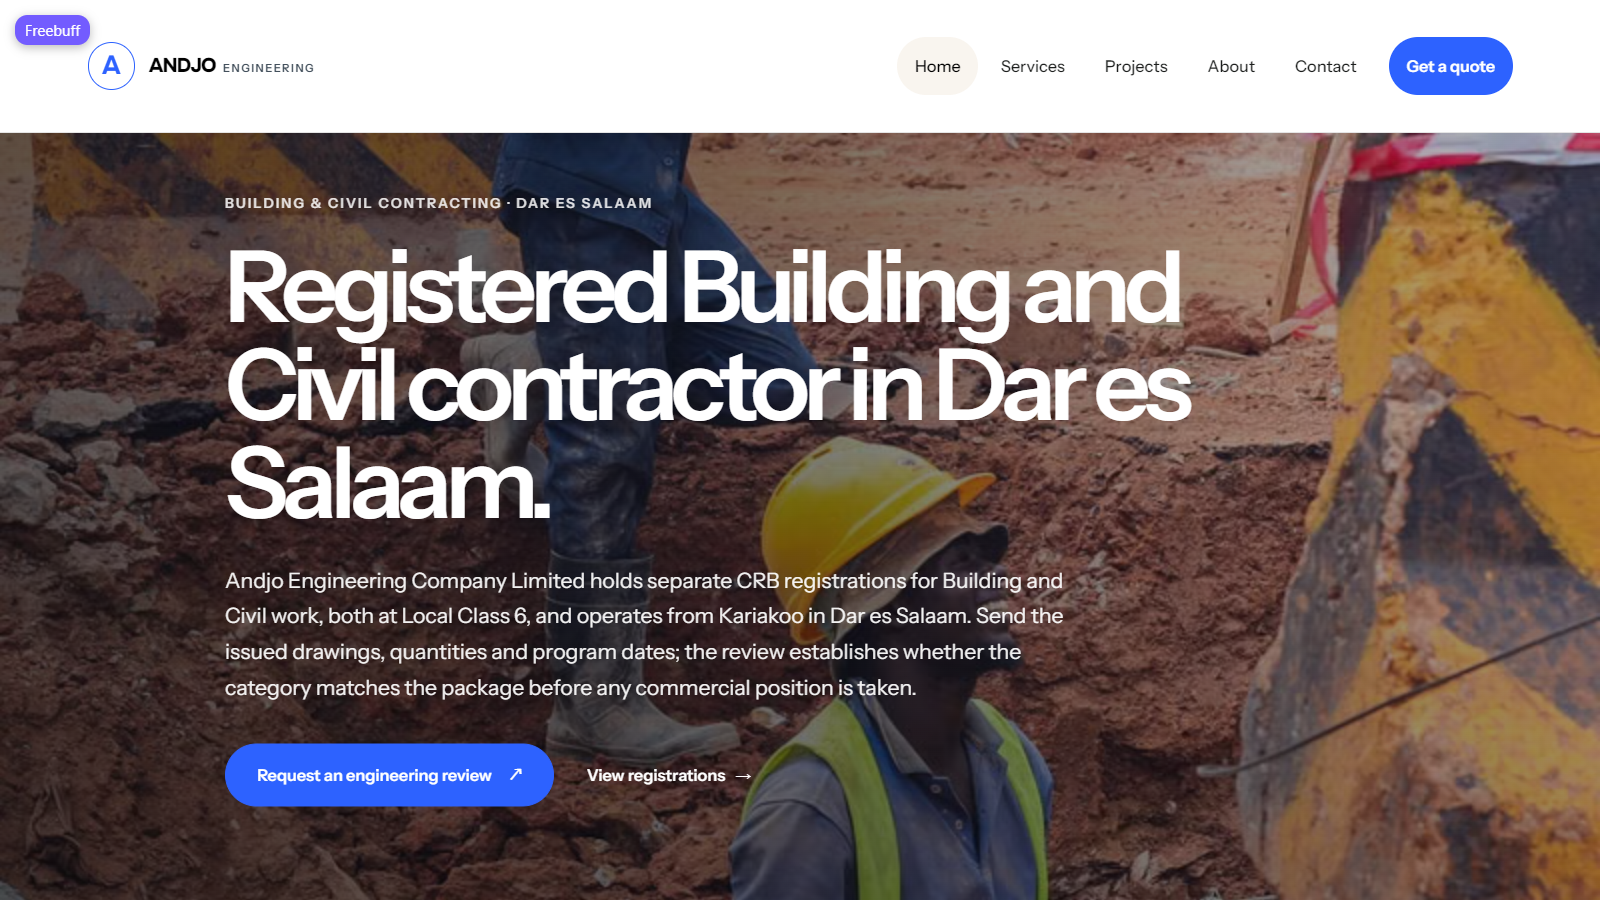 Freebuff
A ANDJO ENGINEERING
Home Services Projects About Contact Get a quote
BUILDING & CIVIL CONTRACTING · DAR ES SALAAM
Registered Building and
Civil contractor in Dar es
Salaam.
Andjo Engineering Company Limited holds separate CRB registrations for Building and
Civil work, both at Local Class 6, and operates from Kariakoo in Dar es Salaam. Send the
issued drawings, quantities and program dates; the review establishes whether the
category matches the package before any commercial position is taken.
Request an engineering review ↗ View registrations →